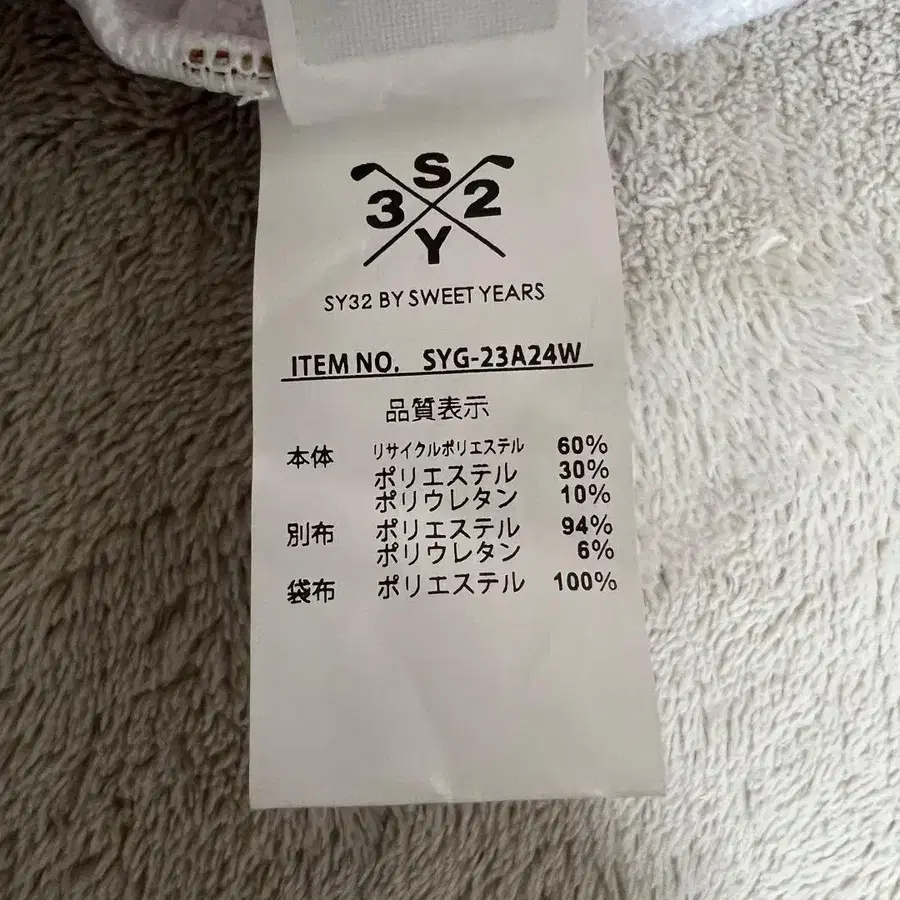 S
3 2
Y
SY32 BY SWEET YEARS
ITEM NO. SYG-23A24W
品質表示
本体 リサイクルポリエステル 60%
ポリエステル 30%
ポリウレタン 10%
別布 ポリエステル 94%
ポリウレタン 6%
袋布 ポリエステル 100%